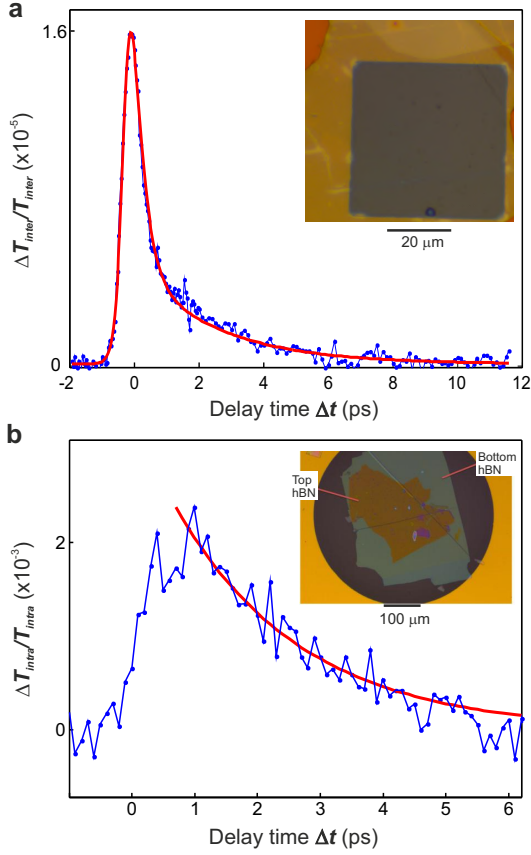 a
1.6
0
ΔT_inter/T_inter (x10^-5)
20 μm
-2 0 2 4 6 8 10 12
Delay time Δt (ps)
b
Bottom
hBN
Top
hBN
100 μm
2
0
ΔT_intra/T_intra (x10^-3)
0 1 2 3 4 5 6
Delay time Δt (ps)